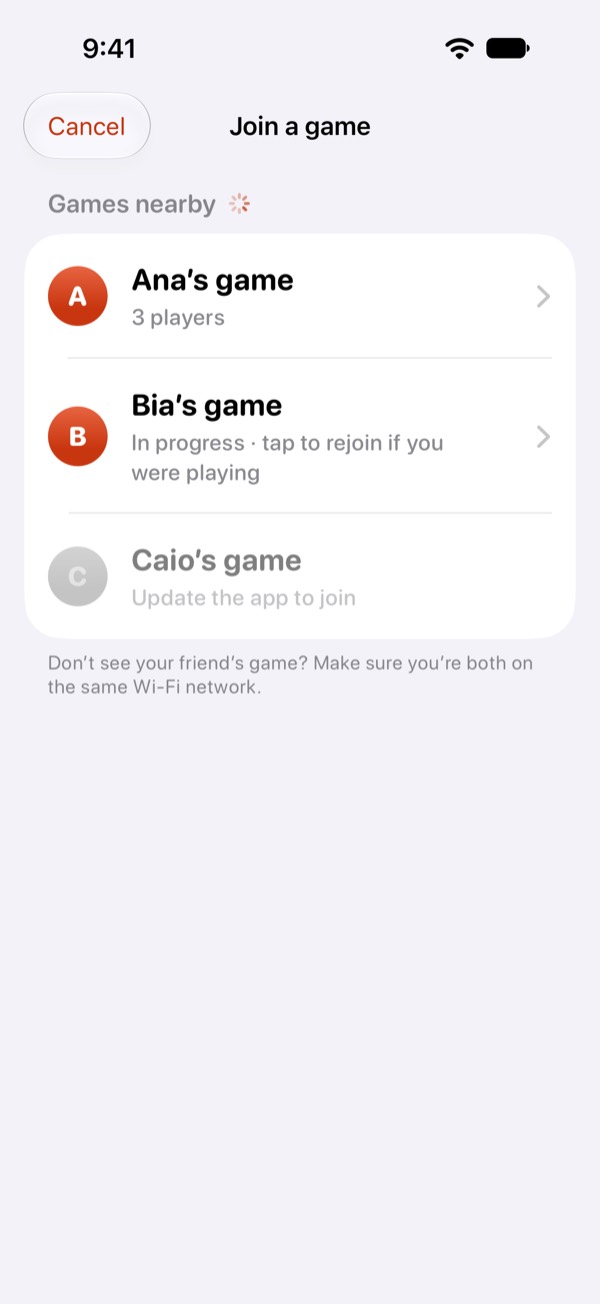 9:41
Cancel
Join a game
Games nearby
A
Ana’s game
3 players
B
Bia’s game
In progress · tap to rejoin if you
were playing
C
Caio’s game
Update the app to join
Don’t see your friend’s game? Make sure you’re both on
the same Wi-Fi network.